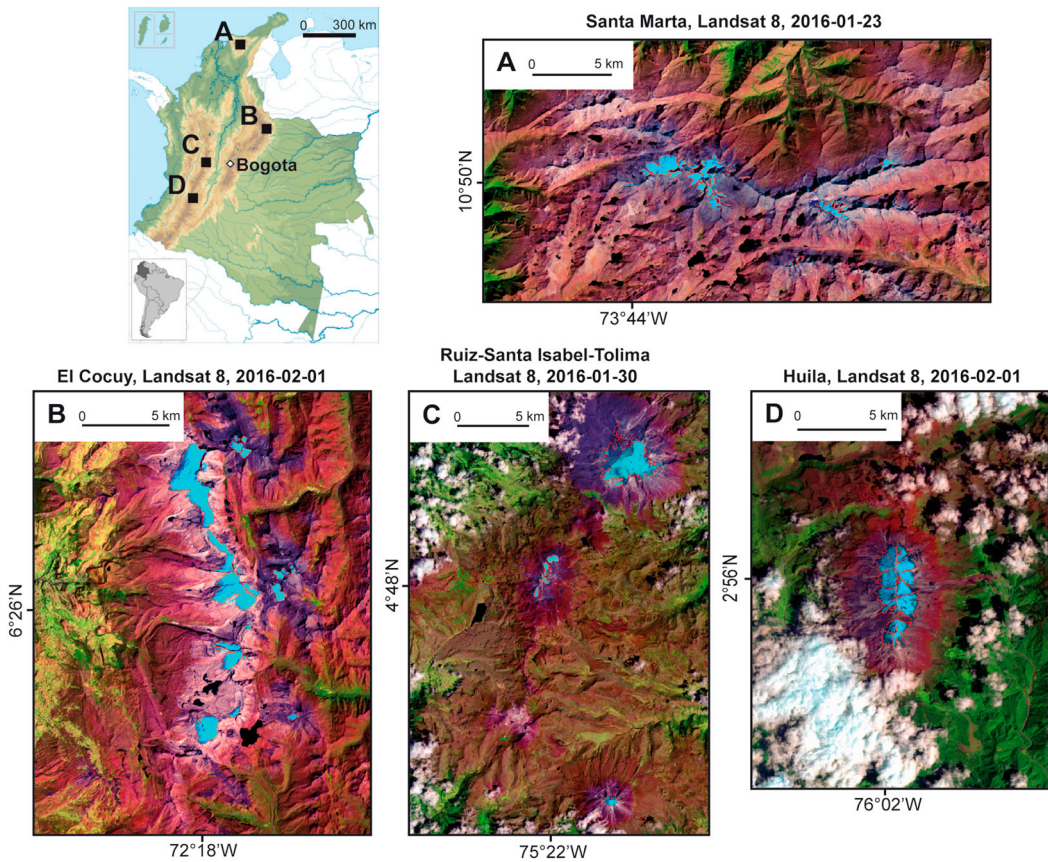 A
0 300 km
B
C
Bogota
D
Santa Marta, Landsat 8, 2016-01-23
A
0 5 km
10°50'N
73°44'W
El Cocuy, Landsat 8, 2016-02-01
B
0 5 km
6°26'N
72°18'W
Ruiz-Santa Isabel-Tolima
Landsat 8, 2016-01-30
C
0 5 km
4°48'N
75°22'W
Huila, Landsat 8, 2016-02-01
D
0 5 km
2°56'N
76°02'W